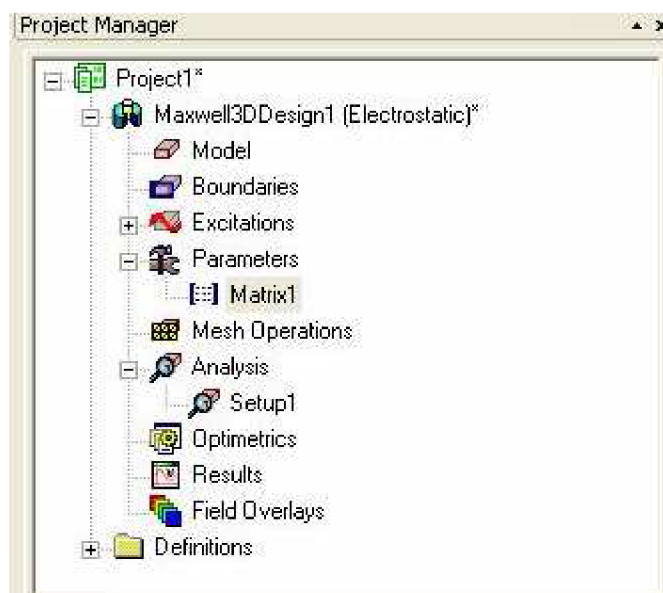 Project Manager
Project1*
Maxwell3DDesign1 (Electrostatic)*
Model
Boundaries
Excitations
Parameters
Matrix1
Mesh Operations
Analysis
Setup1
Optimetrics
Results
Field Overlays
Definitions